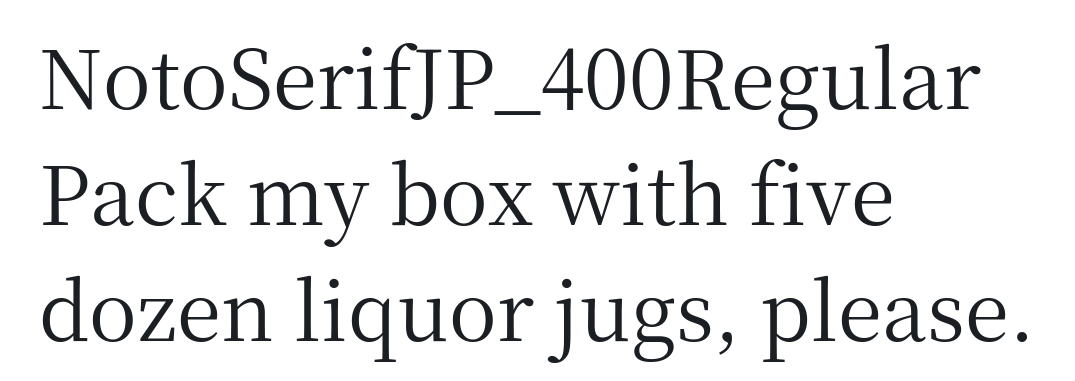 NotoSerifJP_400Regular
Pack my box with five
dozen liquor jugs, please.